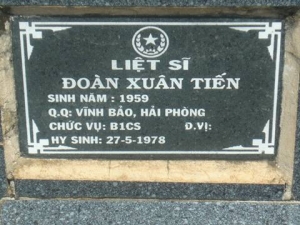 LIỆT SĨ
ĐOÀN XUÂN TIẾN
SINH NĂM : 1959
Q.Q: VĨNH BẢO, HẢI PHÒNG
CHỨC VỤ: B1CS Đ.VỊ:
HY SINH: 27-5-1978